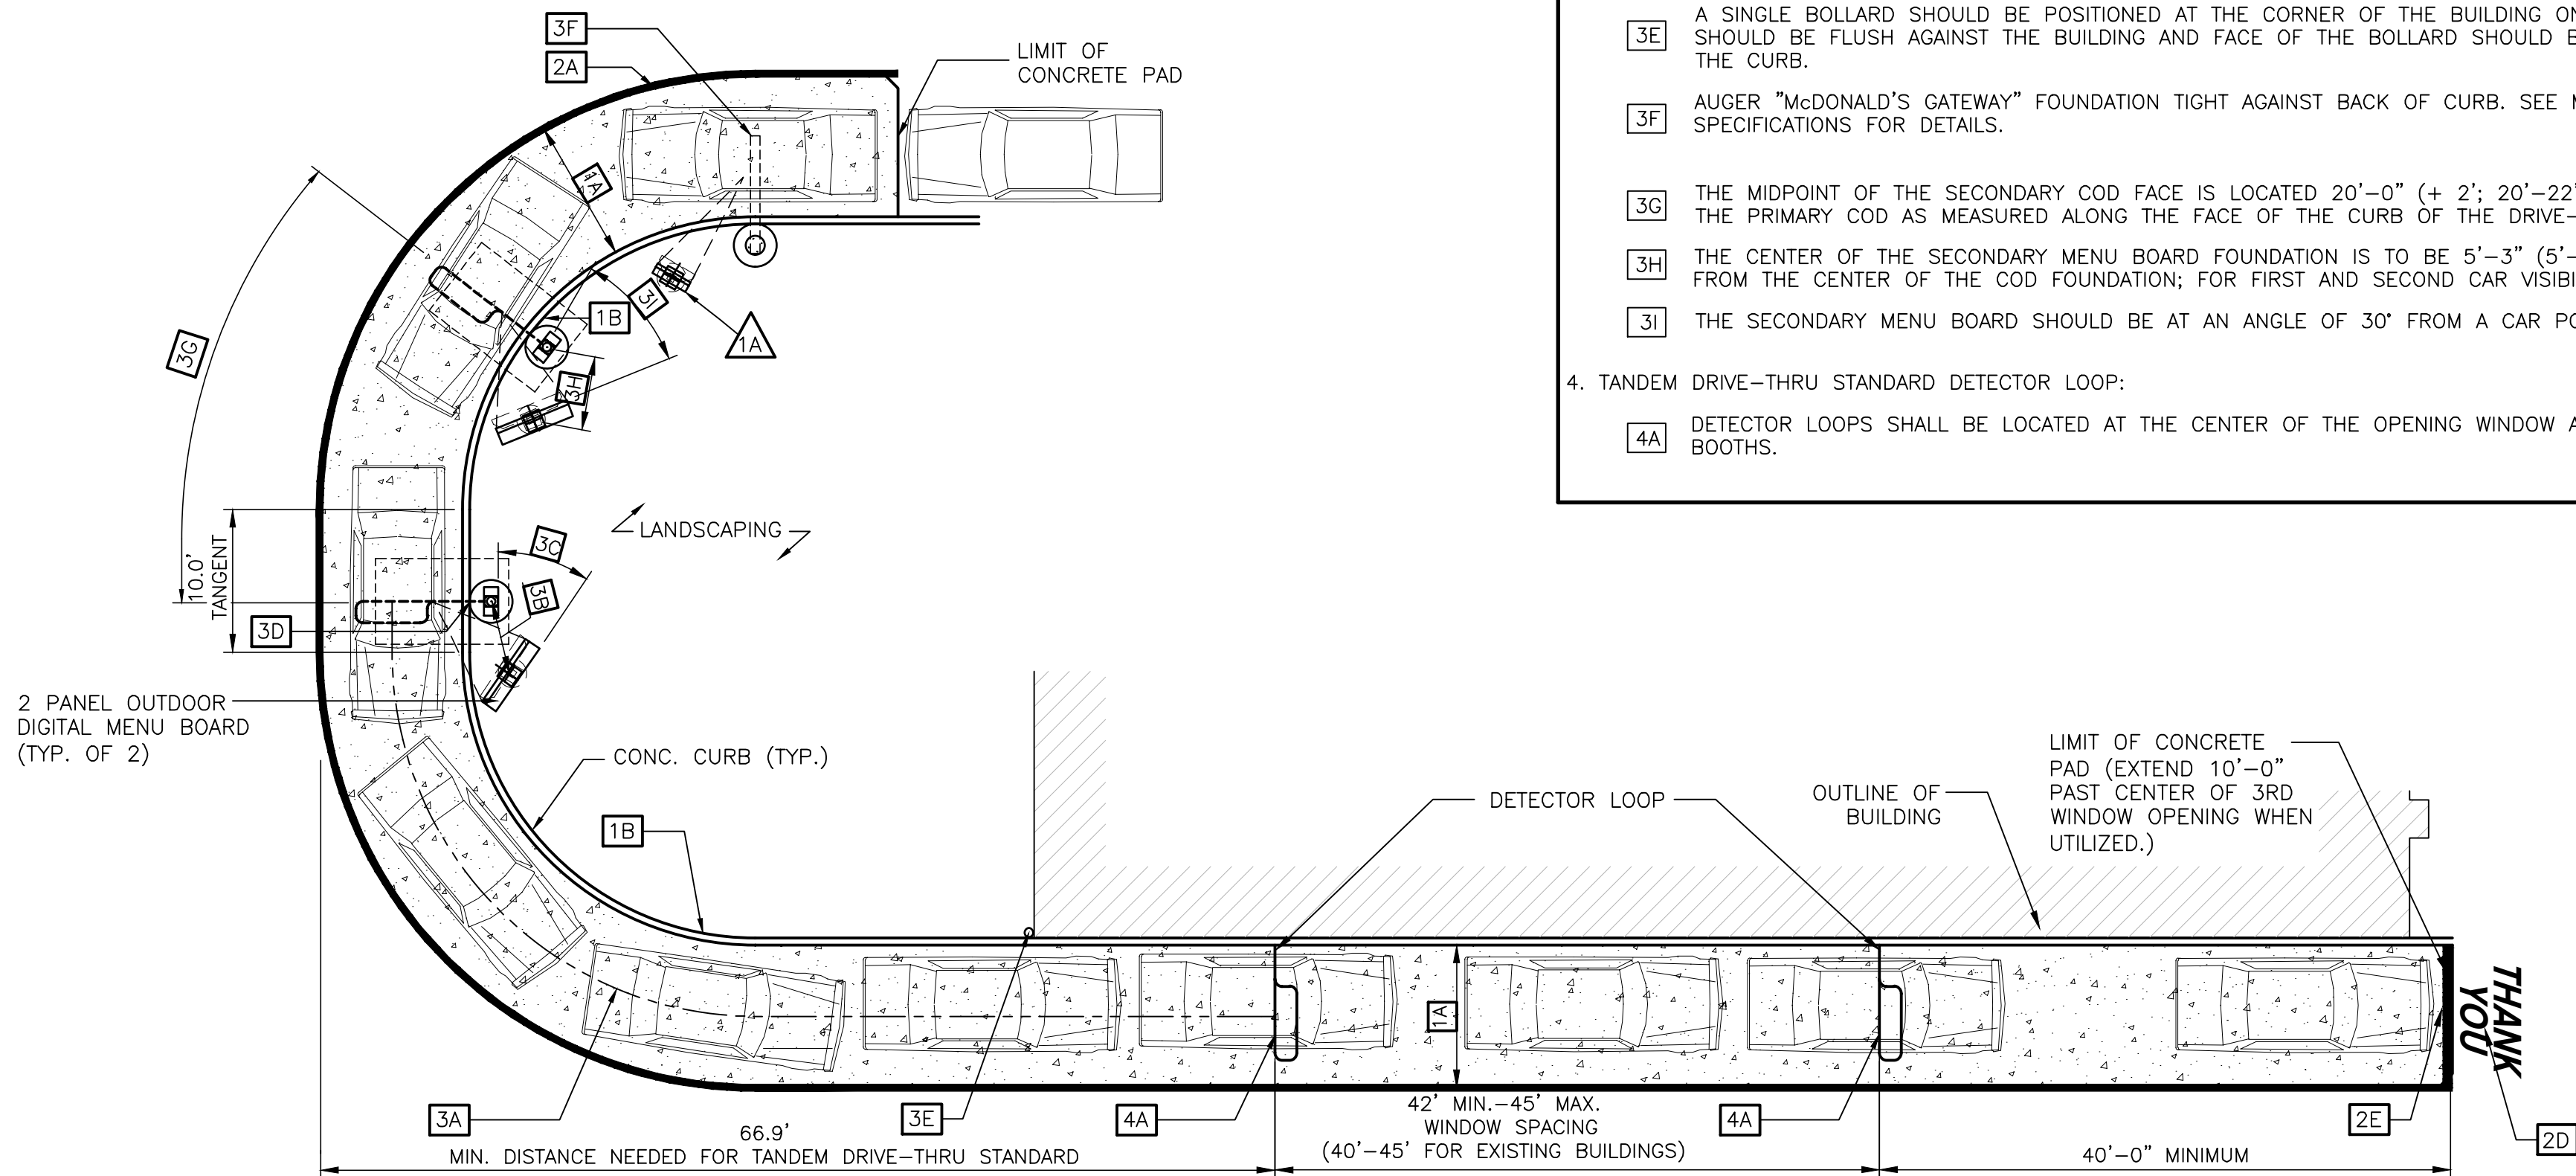 3F
2A
LIMIT OF
CONCRETE PAD
1A
3G
3I
1B
1A
3H
LANDSCAPING
3C
3B
10.0'
TANGENT
3D
2 PANEL OUTDOOR
DIGITAL MENU BOARD
(TYP. OF 2)
CONC. CURB (TYP.)
1B
DETECTOR LOOP
OUTLINE OF
BUILDING
LIMIT OF CONCRETE
PAD (EXTEND 10'-0"
PAST CENTER OF 3RD
WINDOW OPENING WHEN
UTILIZED.)
1A
THANK
YOU
3A
3E
4A
4A
2E
2D
66.9'
MIN. DISTANCE NEEDED FOR TANDEM DRIVE-THRU STANDARD
42' MIN.-45' MAX.
WINDOW SPACING
(40'-45' FOR EXISTING BUILDINGS)
40'-0" MINIMUM
3E
A SINGLE BOLLARD SHOULD BE POSITIONED AT THE CORNER OF THE BUILDING ON
SHOULD BE FLUSH AGAINST THE BUILDING AND FACE OF THE BOLLARD SHOULD B
THE CURB.
3F
AUGER "McDONALD'S GATEWAY" FOUNDATION TIGHT AGAINST BACK OF CURB. SEE M
SPECIFICATIONS FOR DETAILS.
3G
THE MIDPOINT OF THE SECONDARY COD FACE IS LOCATED 20'-0" (+ 2'; 20'-22'
THE PRIMARY COD AS MEASURED ALONG THE FACE OF THE CURB OF THE DRIVE-
3H
THE CENTER OF THE SECONDARY MENU BOARD FOUNDATION IS TO BE 5'-3" (5'-
FROM THE CENTER OF THE COD FOUNDATION; FOR FIRST AND SECOND CAR VISIBI
3I
THE SECONDARY MENU BOARD SHOULD BE AT AN ANGLE OF 30° FROM A CAR PO
4. TANDEM DRIVE-THRU STANDARD DETECTOR LOOP:
4A
DETECTOR LOOPS SHALL BE LOCATED AT THE CENTER OF THE OPENING WINDOW A
BOOTHS.